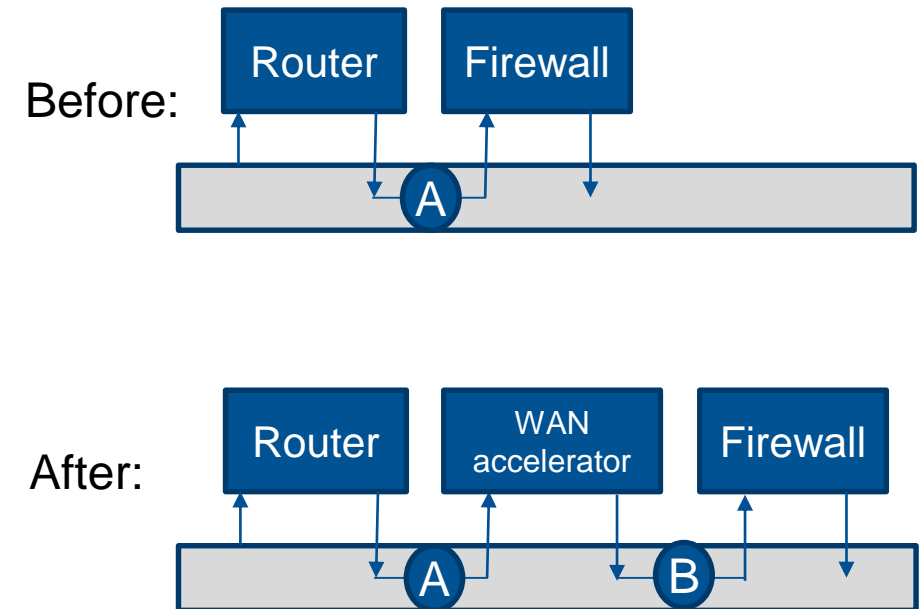 Before:
Router
Firewall
A
After:
Router
WAN
accelerator
Firewall
A
B